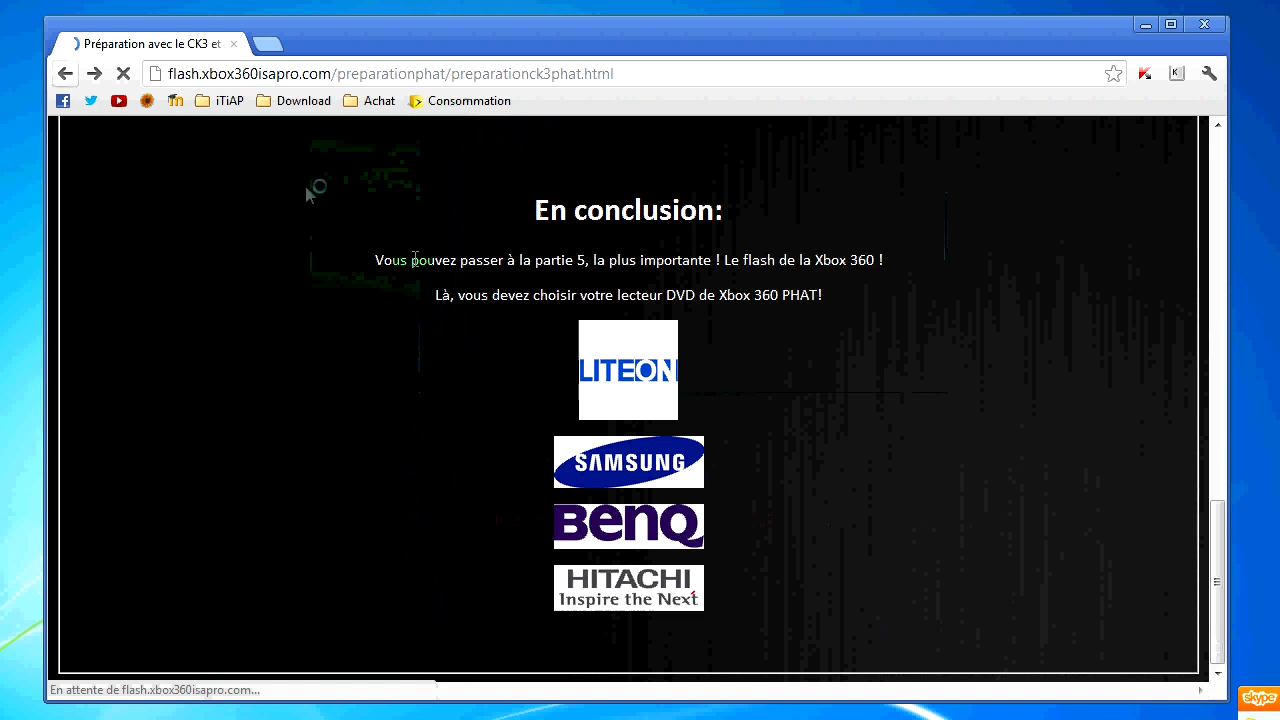 Préparation avec le CK3 et
flash.xbox360isapro.com/preparationphat/preparationck3phat.html
iTiAP Download Achat Consommation
En conclusion:
Vous pouvez passer à la partie 5, la plus importante ! Le flash de la Xbox 360 !
Là, vous devez choisir votre lecteur DVD de Xbox 360 PHAT!
LITEON
SAMSUNG
BENQ
HITACHI
Inspire the Next
En attente de flash.xbox360isapro.com...
skype